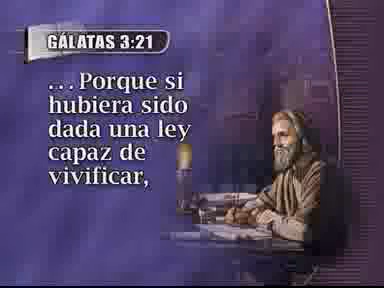 GÁLATAS 3:21
. . . Porque si
hubiera sido
dada una ley
capaz de
vivificar,